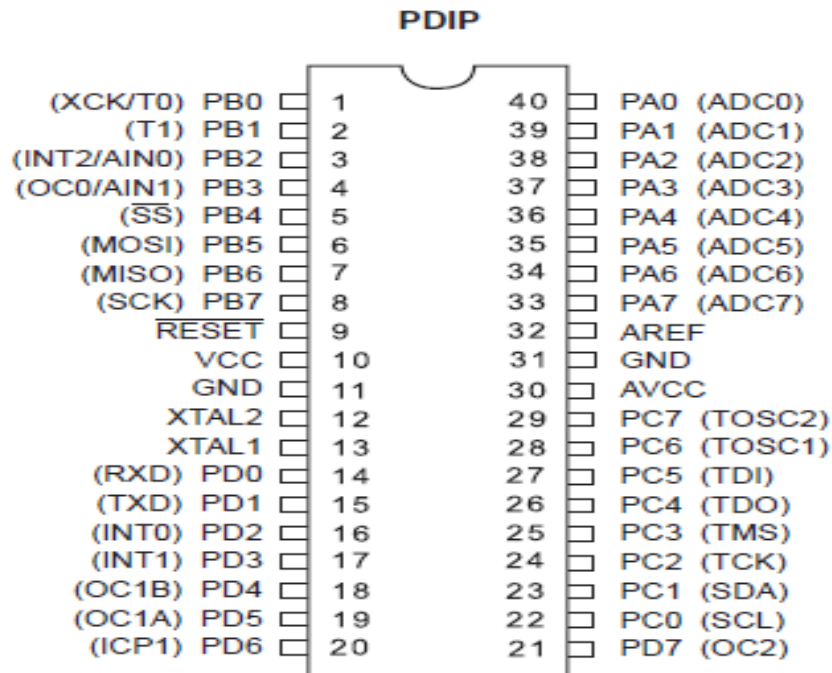 PDIP
(XCK/T0) PB0 1 40 PA0 (ADC0)
(T1) PB1 2 39 PA1 (ADC1)
(INT2/AIN0) PB2 3 38 PA2 (ADC2)
(OC0/AIN1) PB3 4 37 PA3 (ADC3)
(S̅S̅) PB4 5 36 PA4 (ADC4)
(MOSI) PB5 6 35 PA5 (ADC5)
(MISO) PB6 7 34 PA6 (ADC6)
(SCK) PB7 8 33 PA7 (ADC7)
R̅E̅S̅E̅T̅ 9 32 AREF
VCC 10 31 GND
GND 11 30 AVCC
XTAL2 12 29 PC7 (TOSC2)
XTAL1 13 28 PC6 (TOSC1)
(RXD) PD0 14 27 PC5 (TDI)
(TXD) PD1 15 26 PC4 (TDO)
(INT0) PD2 16 25 PC3 (TMS)
(INT1) PD3 17 24 PC2 (TCK)
(OC1B) PD4 18 23 PC1 (SDA)
(OC1A) PD5 19 22 PC0 (SCL)
(ICP1) PD6 20 21 PD7 (OC2)